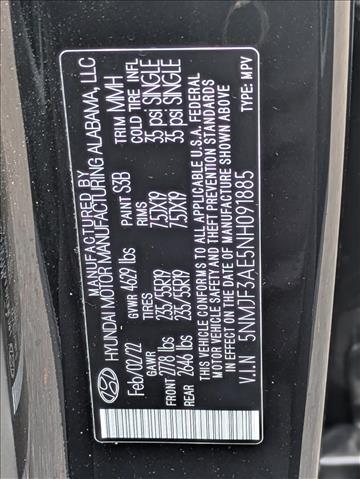 MANUFACTURED BY
HYUNDAI MOTOR MANUFACTURING ALABAMA, LLC
Feb/02/22 GVWR 4629 lbs PAINT S3B TRIM MMH
GAWR TIRES RIMS COLD TIRE INFL
FRONT 2778 lbs 235/55R19 7.5JX19 35 psi SINGLE
REAR 2646 lbs 235/55R19 7.5JX19 35 psi SINGLE
THIS VEHICLE CONFORMS TO ALL APPLICABLE U.S.A. FEDERAL
MOTOR VEHICLE SAFETY AND THEFT PREVENTION STANDARDS
IN EFFECT ON THE DATE OF MANUFACTURE SHOWN ABOVE
V.I.N 5NMJF3AE5NH091885 TYPE: MPV